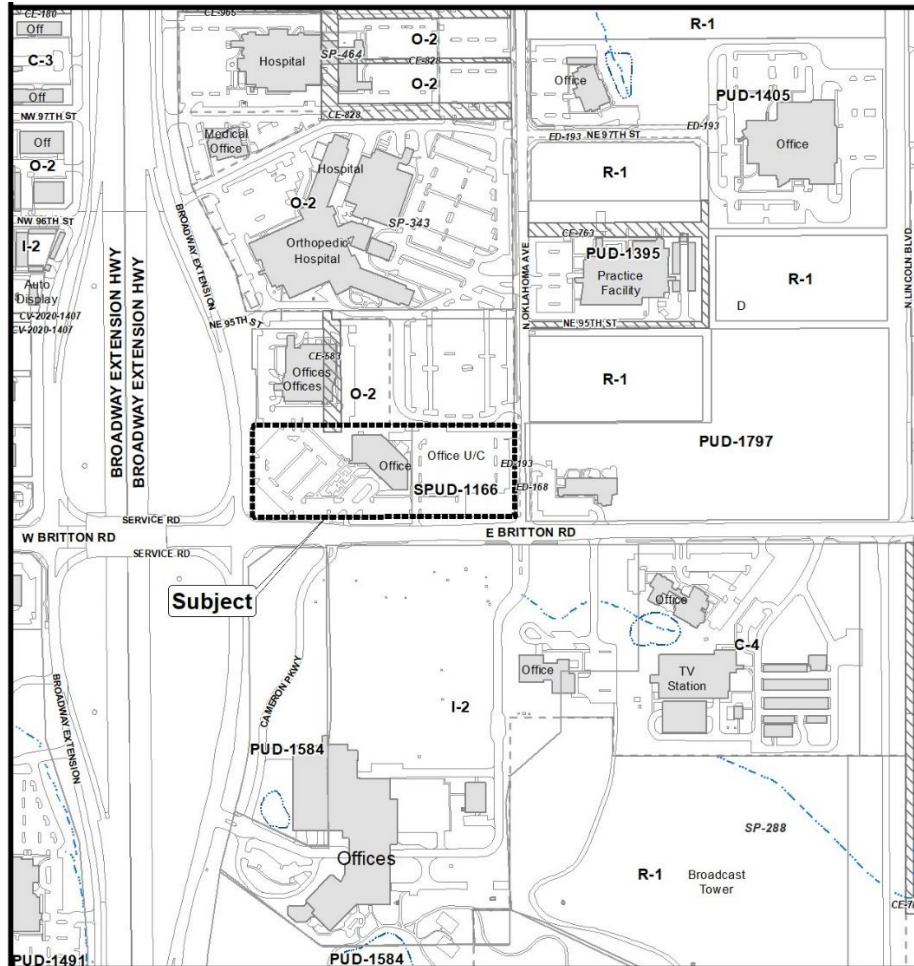 CE-180
CE-965
R-1
Off
O-2
C-3
Hospital
SP-464
CE-828
Office
PUD-1405
O-2
Off
CE-828
NW 97TH ST
ED-193
NE 97TH ST
ED-193
Medical
Office
Off
Office
O-2
Hospital
R-1
O-2
NW 96TH ST
BROADWAY EXTENSION
SP-343
I-2
Orthopedic
Hospital
CE-763
PUD-1395
Practice
Facility
R-1
N LINCOLN BLVD.
N OKLAHOMA AVE
Auto
Display
CV-2020-1407
CV-2020-1407
D
NE 95TH ST
NE 95TH ST
BROADWAY EXTENSION HWY
BROADWAY EXTENSION HWY
CE-583
Offices
Offices
O-2
R-1
PUD-1797
Office U/C
Office
ED-193
SPUD-1166
ED-168
SERVICE RD
W BRITTON RD
E BRITTON RD
SERVICE RD
Subject
Office
C-4
Office
TV
Station
CAMERON PKWY
I-2
BROADWAY EXTENSION
PUD-1584
SP-288
Offices
R-1
Broadcast
Tower
PUD-1491
PUD-1584